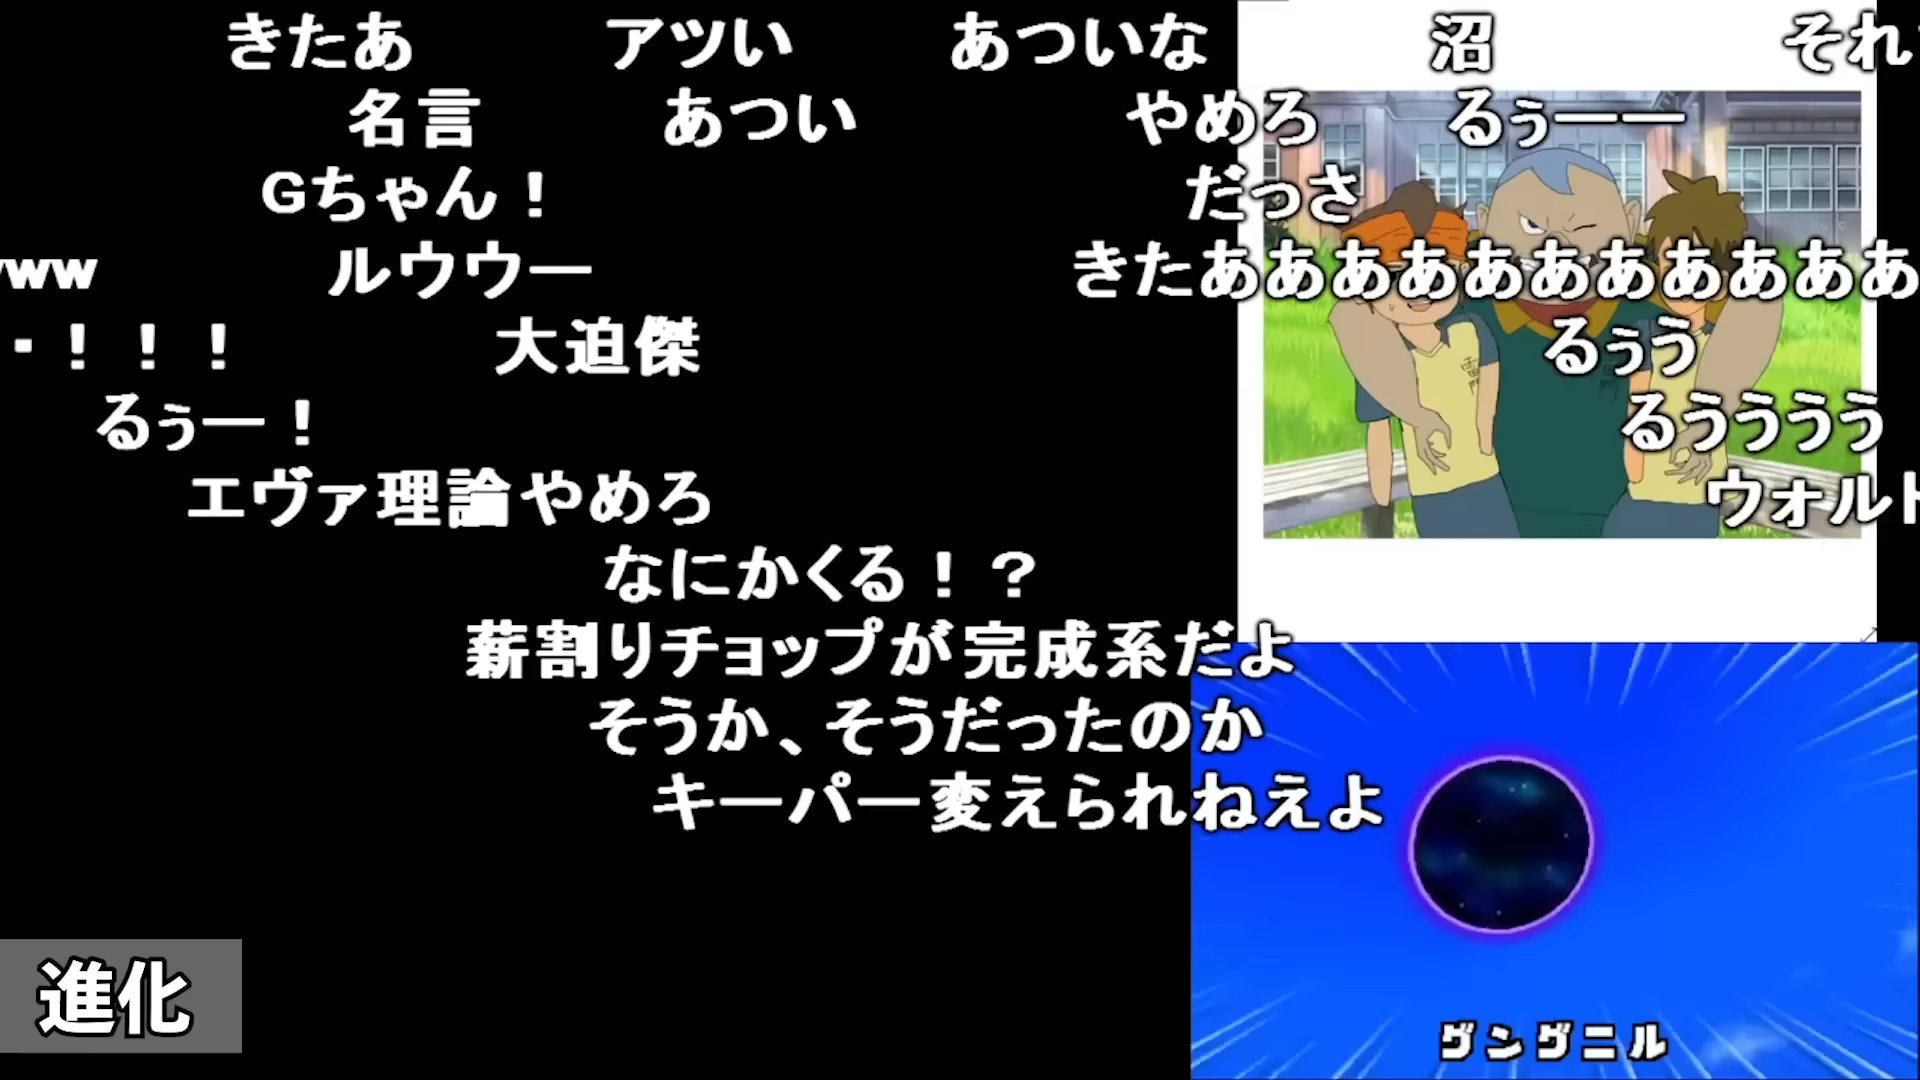 きたあ アツい あついな 沼 それ
名言 あつい やめろ るぅーー
Gちゃん！ だっさ
ww ルウウー きたあああああああああああ
・！！！ 大迫傑 るぅう
るぅー！ るうううう
エヴァ理論やめろ ウォルト
なにかくる！？
薪割りチョップが完成系だよ
そうか、そうだったのか
キーパー変えられねえよ
進化
グングニル